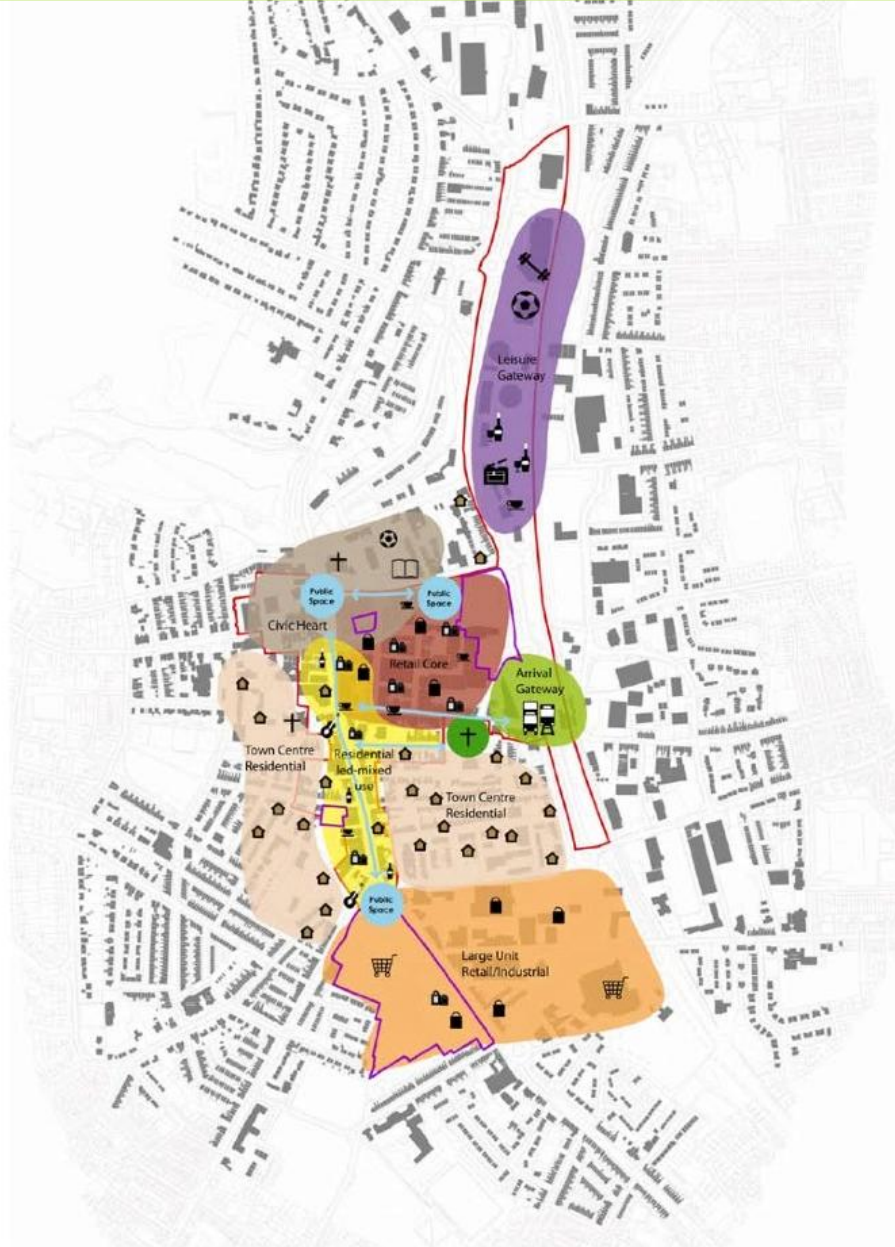 Leisure
Gateway
Public
Space
Public
Space
Civic Heart
Retail Core
Arrival
Gateway
Town Centre
Residential
Residential
led-mixed
use
Town Centre
Residential
Public
Space
Large Unit
Retail/Industrial